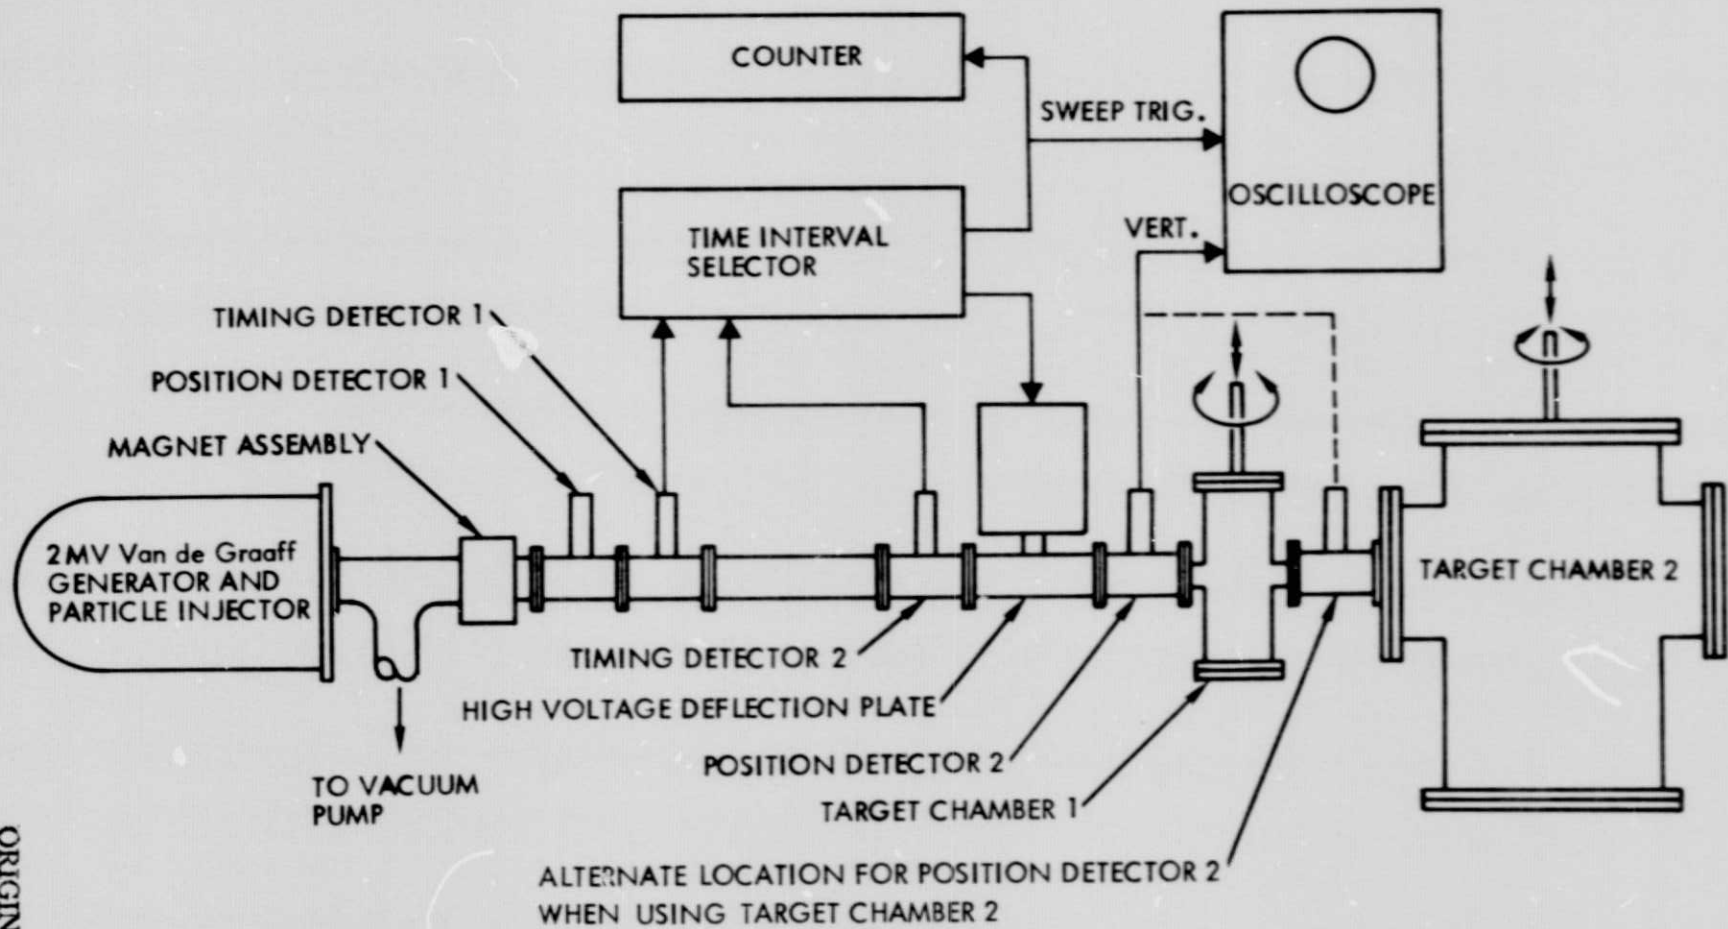 COUNTER
SWEEP TRIG.
OSCILLOSCOPE
VERT.
TIME INTERVAL
SELECTOR
TIMING DETECTOR 1
POSITION DETECTOR 1
MAGNET ASSEMBLY
2MV Van de Graaff
GENERATOR AND
PARTICLE INJECTOR
TARGET CHAMBER 2
TIMING DETECTOR 2
HIGH VOLTAGE DEFLECTION PLATE
POSITION DETECTOR 2
TO VACUUM
PUMP
TARGET CHAMBER 1
ALTERNATE LOCATION FOR POSITION DETECTOR 2
WHEN USING TARGET CHAMBER 2
ORIGIN